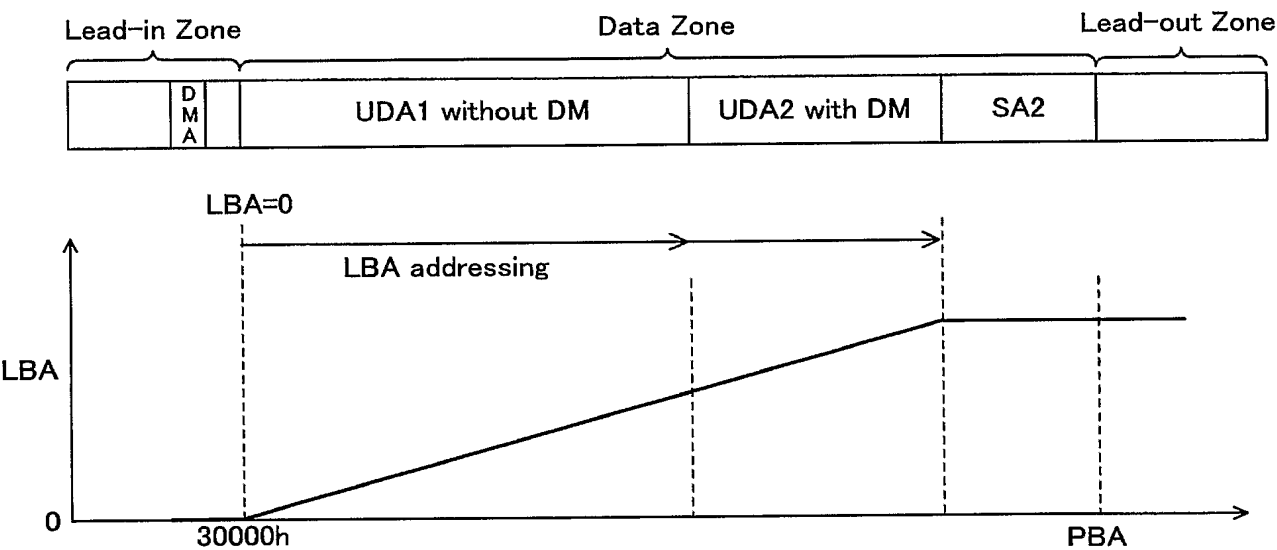 Lead-in Zone
Data Zone
Lead-out Zone
DMA
UDA1 without DM
UDA2 with DM
SA2
LBA=0
LBA addressing
LBA
0
30000h
PBA